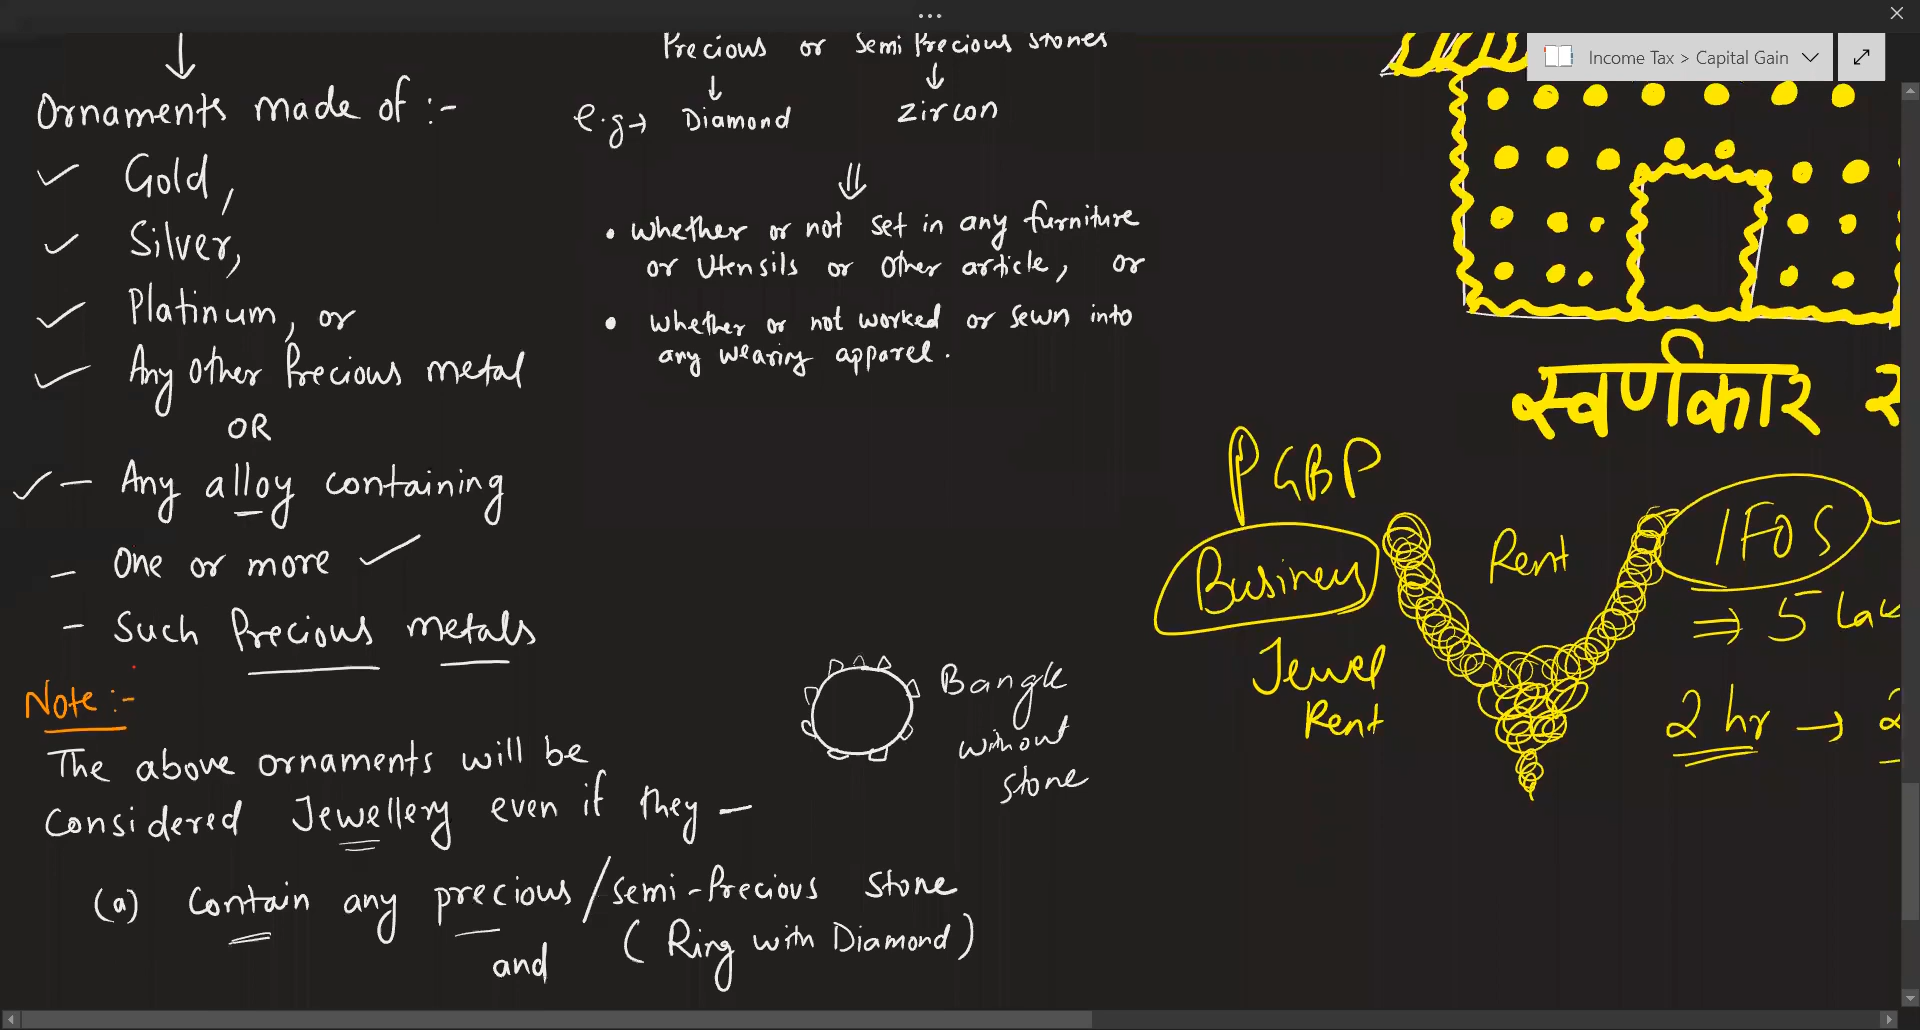 Income Tax > Capital Gain
Ornaments made of :-
✓ Gold,
✓ Silver,
✓ Platinum, or
✓ Any Other Precious metal
OR
✓ - Any alloy containing
- One or more ✓
- Such Precious metals
Note:-
The above ornaments will be
considered Jewellery even if they -
(a) Contain any precious/semi-Precious Stone
(Ring with Diamond)
and
Precious or Semi Precious Stones
↓ ↓
e.g→ Diamond Zircon
⇓
• Whether or not set in any furniture
or Utensils or Other article, or
• Whether or not worked or sewn into
any wearing apparel.
Bangle
without
stone
स्वर्णकार
PGBP
Business
Jewel
Rent
Rent
IFOS
⇒ 5
2 hr →